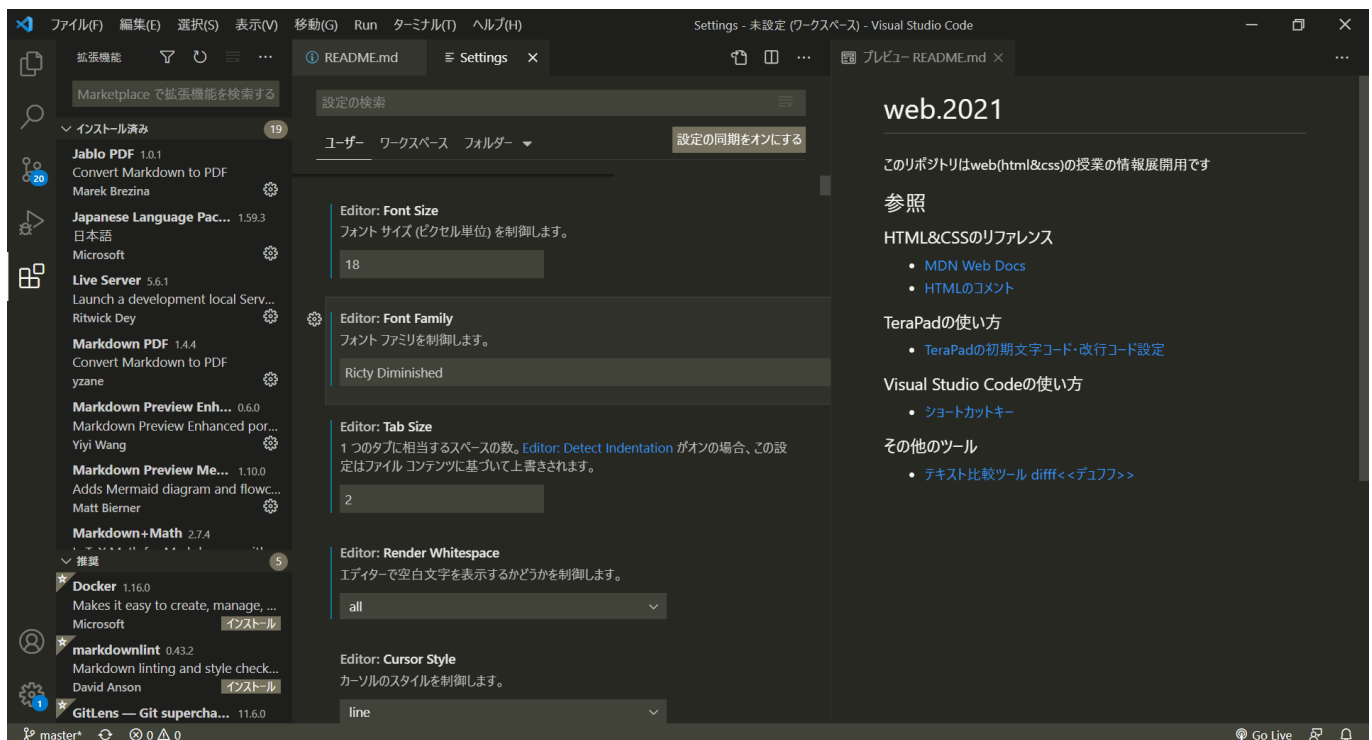 ファイル(F) 編集(E) 選択(S) 表示(V) 移動(G) Run ターミナル(T) ヘルプ(H) Settings - 未設定 (ワークスペース) - Visual Studio Code
拡張機能
Marketplace で拡張機能を検索する
インストール済み 19
Jablo PDF 1.0.1
Convert Markdown to PDF
Marek Brezina
Japanese Language Pac... 1.59.3
日本語
Microsoft
Live Server 5.6.1
Launch a development local Serv...
Ritwick Dey
Markdown PDF 1.4.4
Convert Markdown to PDF
yzane
Markdown Preview Enh... 0.6.0
Markdown Preview Enhanced por...
Yiyi Wang
Markdown Preview Me... 1.10.0
Adds Mermaid diagram and flowc...
Matt Bierner
Markdown+Math 2.7.4
推奨 5
Docker 1.16.0
Makes it easy to create, manage, ...
Microsoft インストール
markdownlint 0.43.2
Markdown linting and style check...
David Anson インストール
GitLens — Git supercha... 11.6.0
20
1
README.md Settings
設定の検索
ユーザー ワークスペース フォルダー 設定の同期をオンにする
Editor: Font Size
フォント サイズ (ピクセル単位) を制御します。
18
Editor: Font Family
フォント ファミリを制御します。
Ricty Diminished
Editor: Tab Size
1 つのタブに相当するスペースの数。Editor: Detect Indentation がオンの場合、この設
定はファイル コンテンツに基づいて上書きされます。
2
Editor: Render Whitespace
エディターで空白文字を表示するかどうかを制御します。
all
Editor: Cursor Style
カーソルのスタイルを制御します。
line
プレビュー README.md
web.2021
このリポジトリはweb(html&css)の授業の情報展開用です
参照
HTML&CSSのリファレンス
MDN Web Docs
HTMLのコメント
TeraPadの使い方
TeraPadの初期文字コード・改行コード設定
Visual Studio Codeの使い方
ショートカットキー
その他のツール
テキスト比較ツール difff<<デュフフ>>
master* 0 0 Go Live